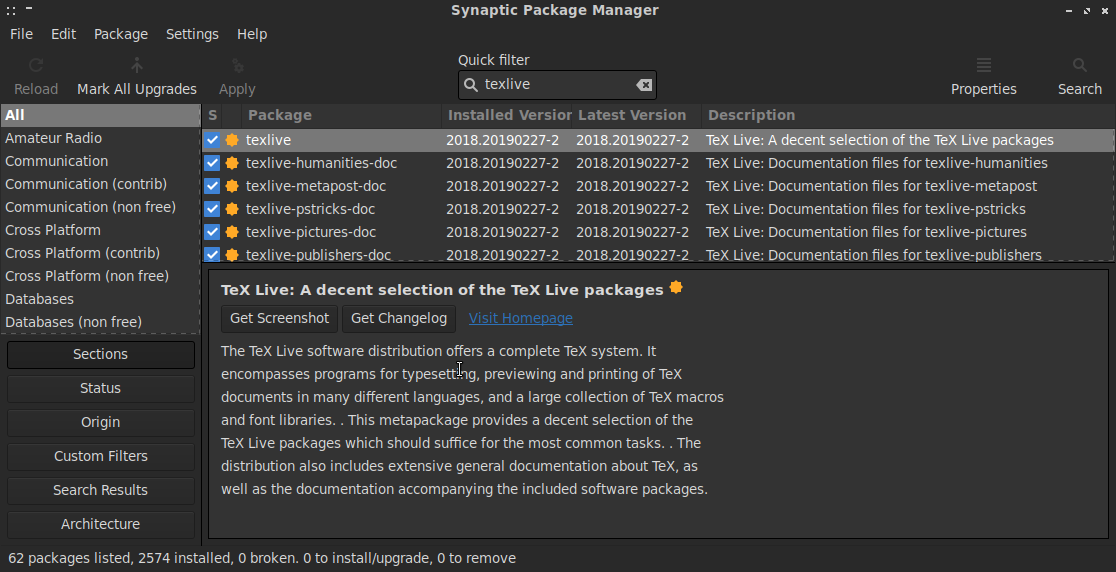 Synaptic Package Manager
File Edit Package Settings Help
Quick filter
Reload Mark All Upgrades Apply texlive Properties Search
All
Amateur Radio
Communication
Communication (contrib)
Communication (non free)
Cross Platform
Cross Platform (contrib)
Cross Platform (non free)
Databases
Databases (non free)
Sections
Status
Origin
Custom Filters
Search Results
Architecture
S Package Installed Version Latest Version Description
texlive 2018.20190227-2 2018.20190227-2 TeX Live: A decent selection of the TeX Live packages
texlive-humanities-doc 2018.20190227-2 2018.20190227-2 TeX Live: Documentation files for texlive-humanities
texlive-metapost-doc 2018.20190227-2 2018.20190227-2 TeX Live: Documentation files for texlive-metapost
texlive-pstricks-doc 2018.20190227-2 2018.20190227-2 TeX Live: Documentation files for texlive-pstricks
texlive-pictures-doc 2018.20190227-2 2018.20190227-2 TeX Live: Documentation files for texlive-pictures
texlive-publishers-doc 2018.20190227-2 2018.20190227-2 TeX Live: Documentation files for texlive-publishers
TeX Live: A decent selection of the TeX Live packages
Get Screenshot Get Changelog Visit Homepage
The TeX Live software distribution offers a complete TeX system. It
encompasses programs for typesetting, previewing and printing of TeX
documents in many different languages, and a large collection of TeX macros
and font libraries. . This metapackage provides a decent selection of the
TeX Live packages which should suffice for the most common tasks. . The
distribution also includes extensive general documentation about TeX, as
well as the documentation accompanying the included software packages.
62 packages listed, 2574 installed, 0 broken. 0 to install/upgrade, 0 to remove